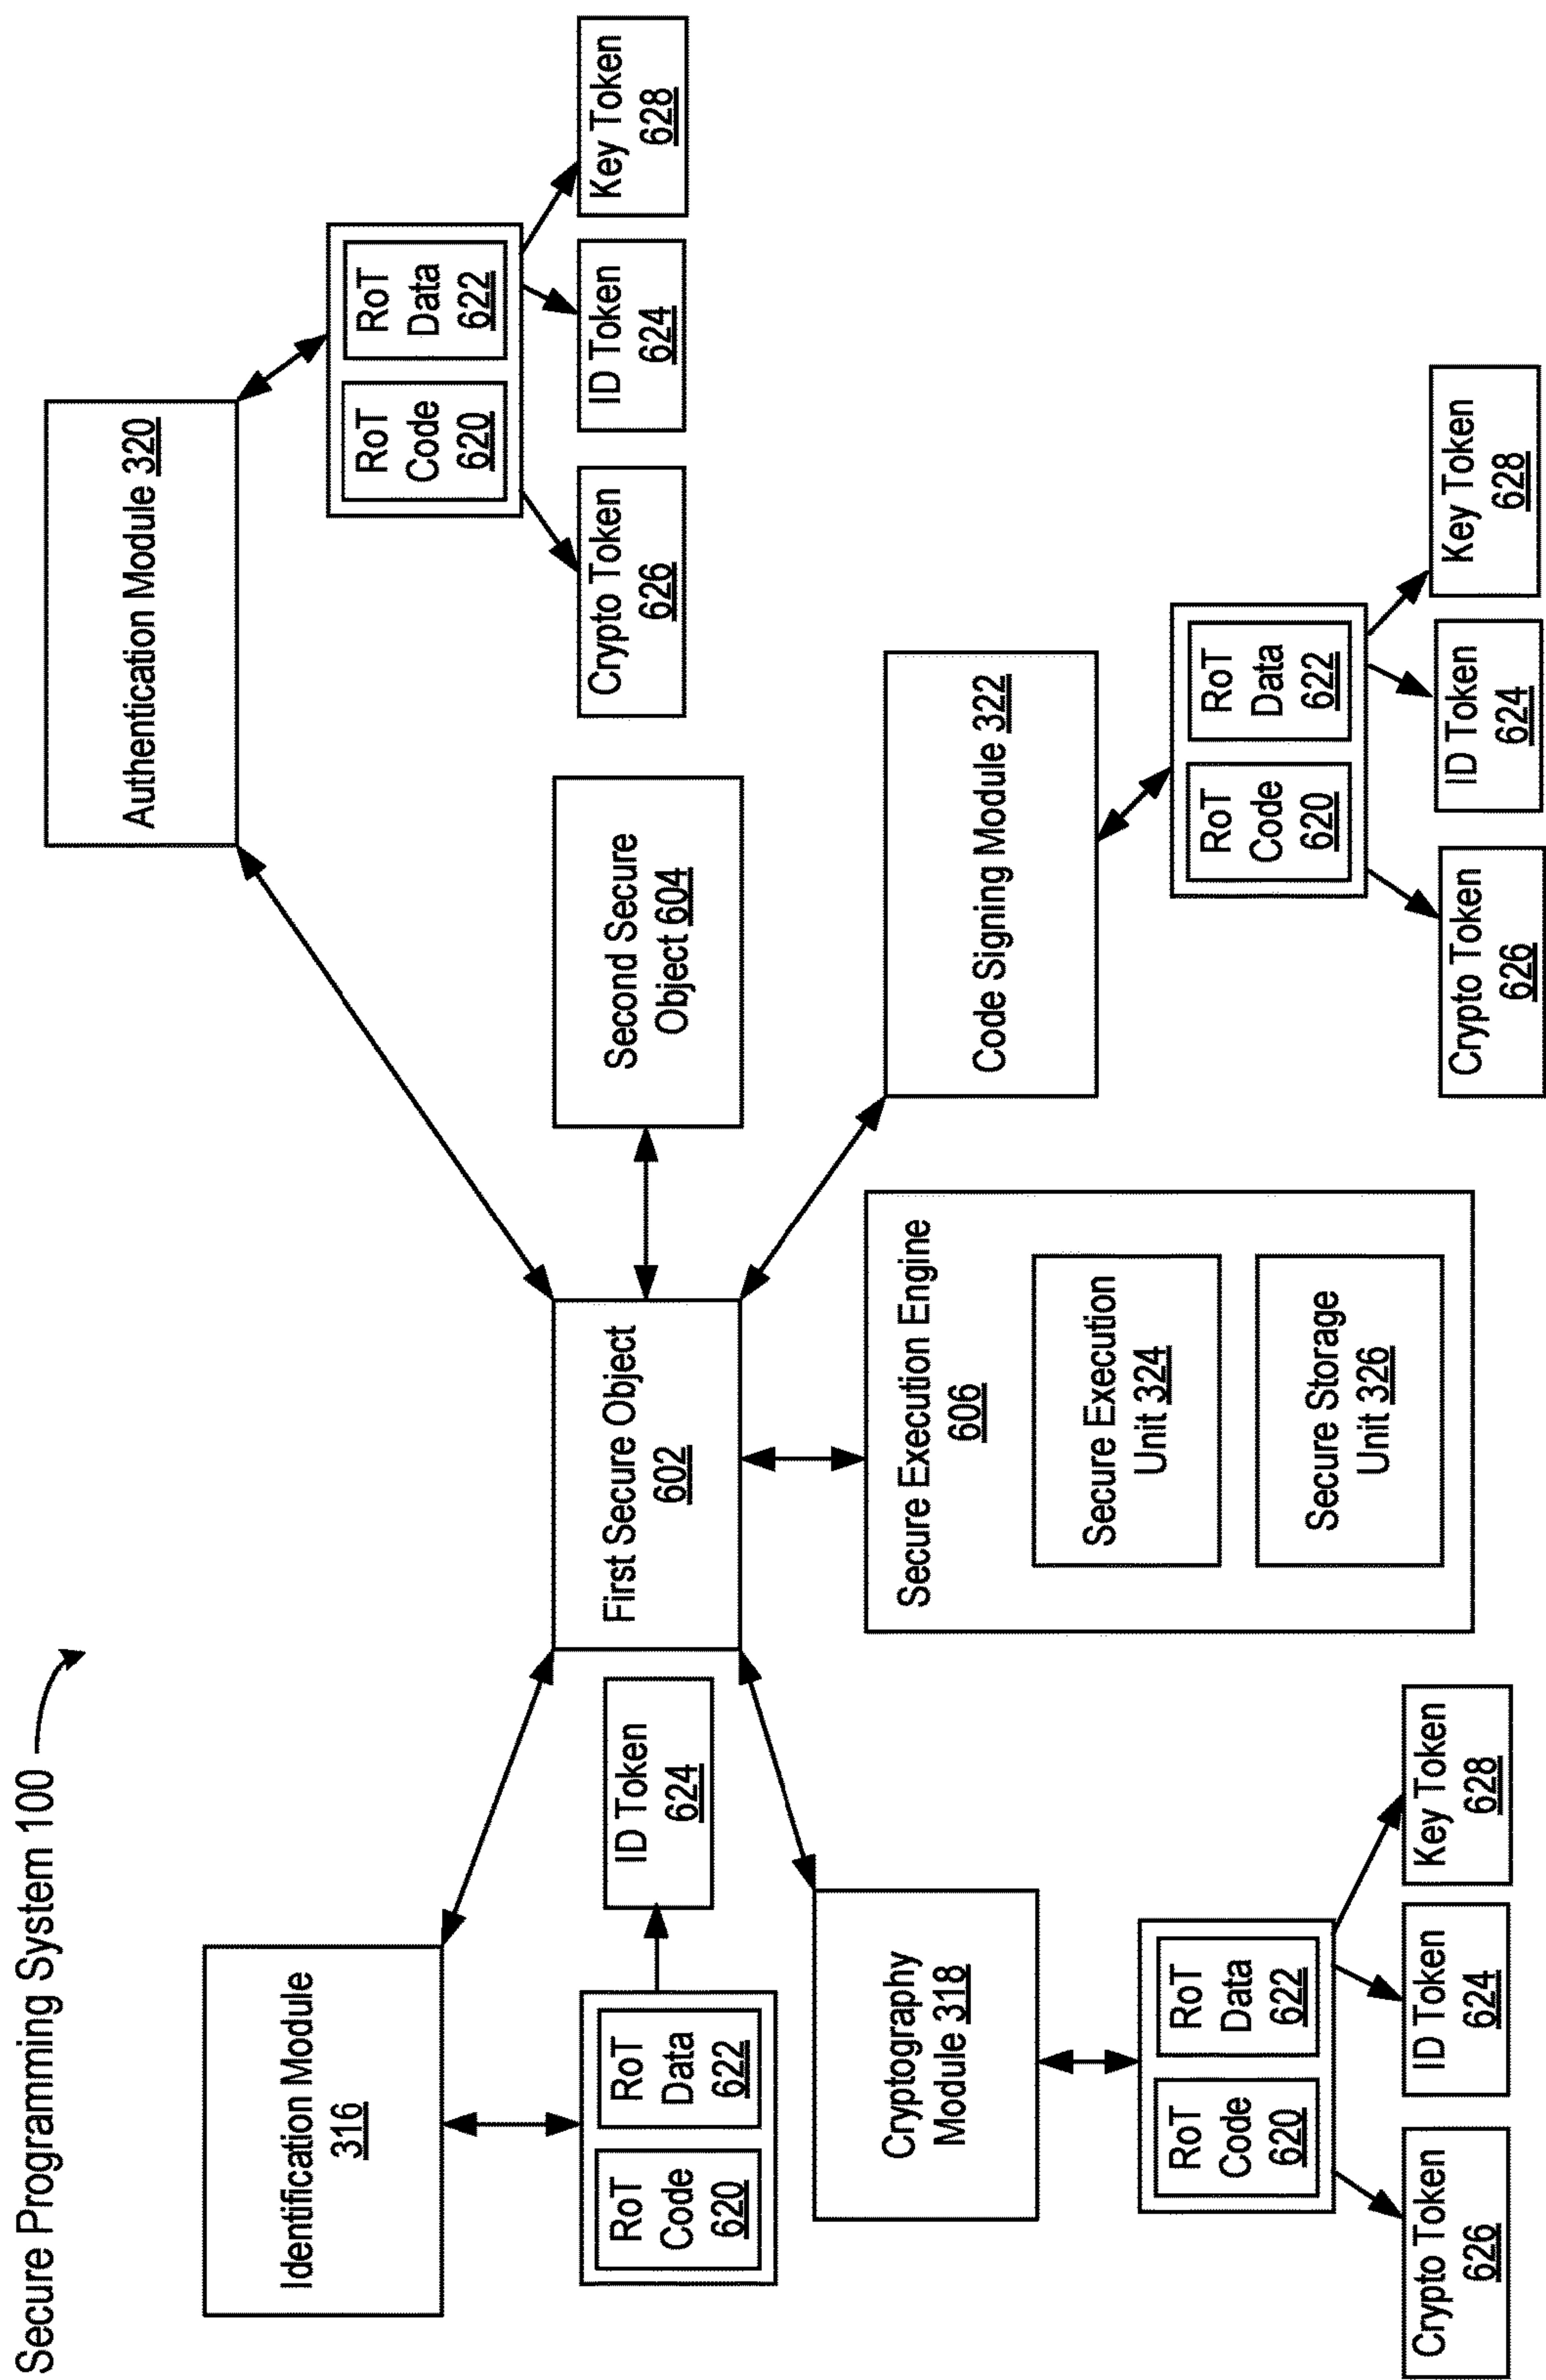 Secure Programming System 100
Identification Module
316
RoT
Code
620
RoT
Data
622
ID Token
624
Cryptography
Module 318
RoT
Code
620
RoT
Data
622
Crypto Token
626
ID Token
624
Key Token
628
First Secure Object
602
Secure Execution Engine
606
Secure Execution
Unit 324
Secure Storage
Unit 326
Second Secure
Object 604
Authentication Module 320
RoT
Code
620
RoT
Data
622
Crypto Token
626
ID Token
624
Key Token
628
Code Signing Module 322
RoT
Code
620
RoT
Data
622
Crypto Token
626
ID Token
624
Key Token
628